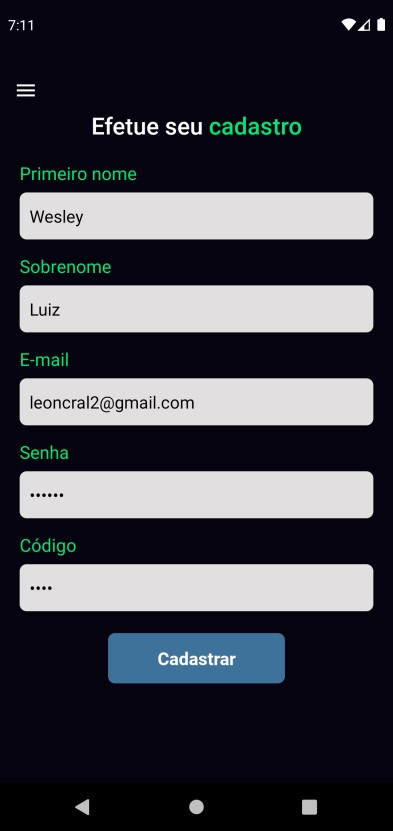 7:11
Efetue seu cadastro
Primeiro nome
Wesley
Sobrenome
Luiz
E-mail
leoncral2@gmail.com
Senha
••••••
Código
••••
Cadastrar